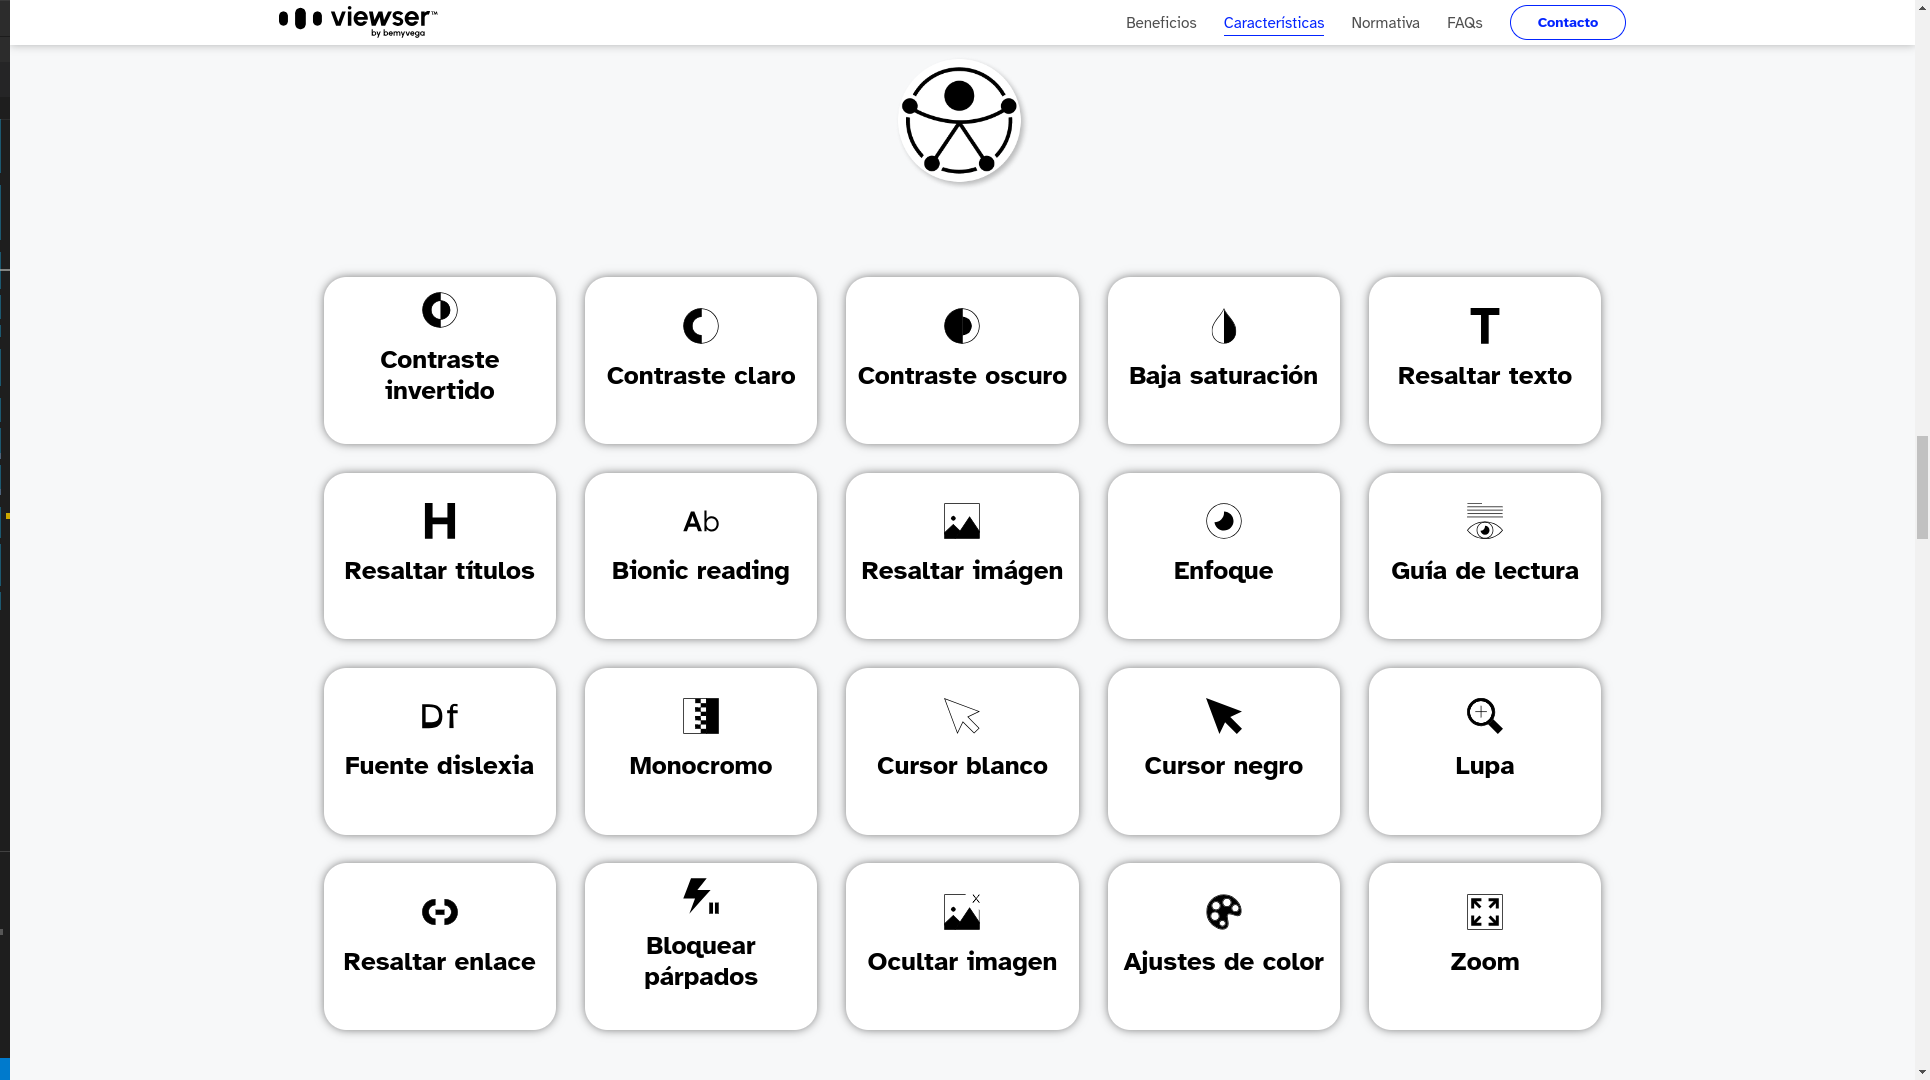 viewser™
by bemyvega
Beneficios
Características
Normativa
FAQs
Contacto
Contraste
invertido
Contraste claro
Contraste oscuro
Baja saturación
T
Resaltar texto
H
Resaltar títulos
Ab
Bionic reading
Resaltar imágen
Enfoque
Guía de lectura
Df
Fuente dislexia
Monocromo
Cursor blanco
Cursor negro
Lupa
Resaltar enlace
Bloquear
párpados
Ocultar imagen
Ajustes de color
Zoom